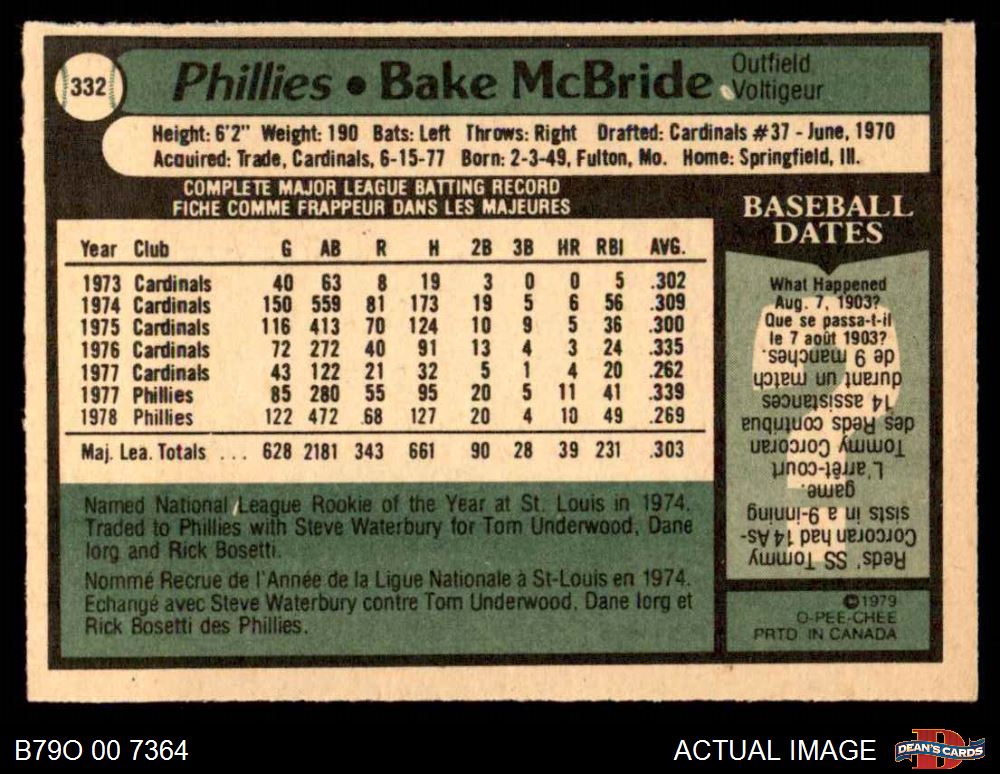 332
Phillies • Bake McBride
Outfield
Voltigeur
Height: 6'2" Weight: 190 Bats: Left Throws: Right Drafted: Cardinals #37 - June, 1970
Acquired: Trade, Cardinals, 6-15-77 Born: 2-3-49, Fulton, Mo. Home: Springfield, Ill.
COMPLETE MAJOR LEAGUE BATTING RECORD
FICHE COMME FRAPPEUR DANS LES MAJEURES
Year Club G AB R H 2B 3B HR RBI AVG.
1973 Cardinals 40 63 8 19 3 0 0 5 .302
1974 Cardinals 150 559 81 173 19 5 6 56 .309
1975 Cardinals 116 413 70 124 10 9 5 36 .300
1976 Cardinals 72 272 40 91 13 4 3 24 .335
1977 Cardinals 43 122 21 32 5 1 4 20 .262
1977 Phillies 85 280 55 95 20 5 11 41 .339
1978 Phillies 122 472 68 127 20 4 10 49 .269
Maj. Lea. Totals ... 628 2181 343 661 90 28 39 231 .303
Named National League Rookie of the Year at St. Louis in 1974.
Traded to Phillies with Steve Waterbury for Tom Underwood, Dane
Iorg and Rick Bosetti.
Nommé Recrue de l'Année de la Ligue Nationale à St-Louis en 1974.
Echangé avec Steve Waterbury contre Tom Underwood, Dane Iorg et
Rick Bosetti des Phillies.
BASEBALL
DATES
What Happened
Aug. 7, 1903?
Que se passa-t-il
le 7 août 1903?
Reds' SS Tommy
Corcoran had 14 As-
sists in a 9-inning
game.
L'arrêt-court
Tommy Corcoran
des Reds contribua
14 assistances
durant un match
de 9 manches.
©1979
O-PEE-CHEE
PRTD IN CANADA
B79O 00 7364
ACTUAL IMAGE
DEAN'S CARDS